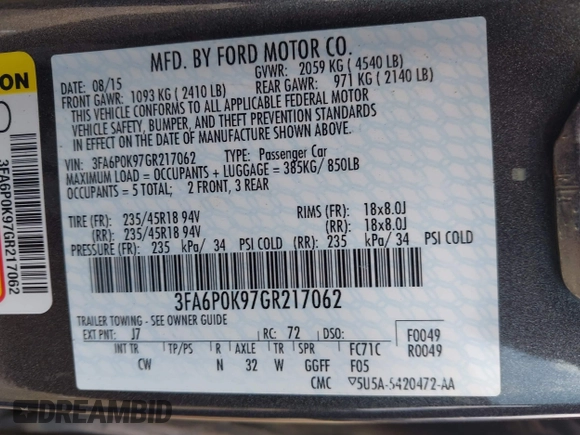 ON
3FA6P0K97GR217062
MFD. BY FORD MOTOR CO.
DATE: 08/15 GVWR: 2059 KG ( 4540 LB)
FRONT GAWR: 1093 KG ( 2410 LB) REAR GAWR: 971 KG ( 2140 LB)
THIS VEHICLE CONFORMS TO ALL APPLICABLE FEDERAL MOTOR
VEHICLE SAFETY, BUMPER, AND THEFT PREVENTION STANDARDS
IN EFFECT ON THE DATE OF MANUFACTURE SHOWN ABOVE.
VIN: 3FA6P0K97GR217062 TYPE: Passenger Car
MAXIMUM LOAD = OCCUPANTS + LUGGAGE = 385KG/ 850LB
OCCUPANTS = 5 TOTAL; 2 FRONT, 3 REAR
TIRE (FR): 235/45R18 94V RIMS (FR): 18x8.0J
(RR): 235/45R18 94V (RR): 18x8.0J
PRESSURE (FR): 235 kPa/ 34 PSI COLD (RR): 235 kPa/ 34 PSI COLD
3FA6P0K97GR217062
TRAILER TOWING - SEE OWNER GUIDE
EXT PNT: J7 RC: 72 DSO: F0049
INT TR TP/PS R AXLE TR SPR FC71C R0049
CW N 32 W GGFF F05
CMC ▽5U5A-5420472-AA
DREAMBID